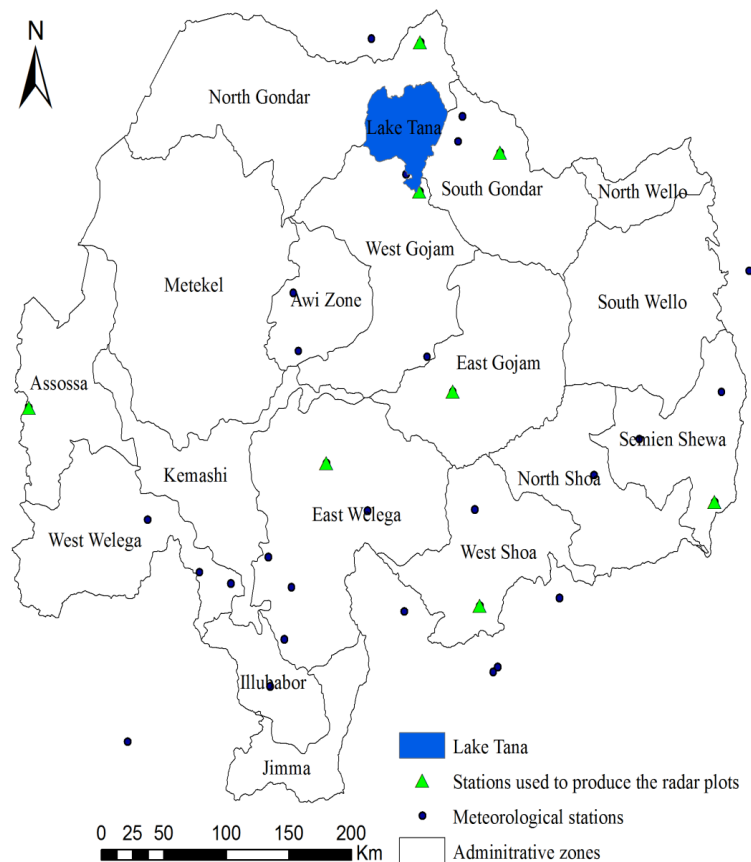 N
North Gondar
Lake Tana
South Gondar
North Wello
West Gojam
Metekel
Awi Zone
South Wello
East Gojam
Assossa
Semien Shewa
Kemashi
North Shoa
East Welega
West Welega
West Shoa
Illubabor
Jimma
Lake Tana
Stations used to produce the radar plots
Meteorological stations
Adminitrative zones
0 25 50 100 150 200
Km